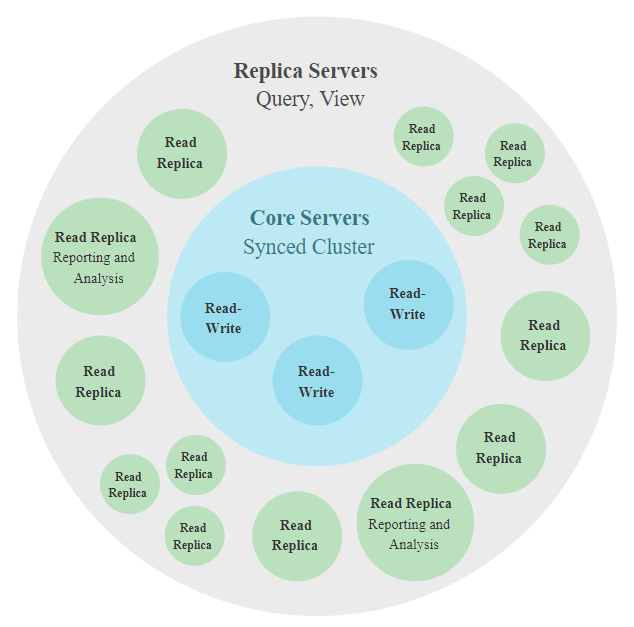 Replica Servers
Query, View
Read
Replica
Read
Replica
Read
Replica
Read
Replica
Read
Replica
Core Servers
Synced Cluster
Read Replica
Reporting and
Analysis
Read-
Write
Read-
Write
Read-
Write
Read
Replica
Read
Replica
Read
Replica
Read
Replica
Read
Replica
Read
Replica
Read
Replica
Read Replica
Reporting and
Analysis